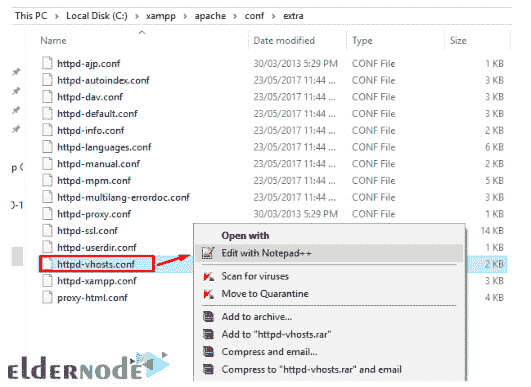 This PC > Local Disk (C:) > xampp > apache > conf > extra
Name Date modified Type Size
httpd-ajp.conf 30/03/2013 5:29 PM CONF File 1 KB
httpd-autoindex.conf 23/05/2017 11:44 ... CONF File 3 KB
httpd-dav.conf 23/05/2017 11:44 ... CONF File 3 KB
httpd-default.conf 23/05/2017 11:44 ... CONF File 3 KB
httpd-info.conf 23/05/2017 11:44 ... CONF File 2 KB
httpd-languages.conf 23/05/2017 11:44 ... CONF File 6 KB
httpd-manual.conf 23/05/2017 11:44 ... CONF File 2 KB
httpd-mpm.conf 23/05/2017 11:44 ... CONF File 5 KB
httpd-multilang-errordoc.conf 23/05/2017 11:44 ... CONF File 3 KB
httpd-proxy.conf 30/03/2013 5:29 PM CONF File 1 KB
httpd-ssl.conf 14 KB
httpd-userdir.conf 1 KB
httpd-vhosts.conf 2 KB
httpd-xampp.conf 3 KB
proxy-html.conf 4 KB
Open with
Edit with Notepad++
Scan for viruses
Move to Quarantine
Add to archive...
Add to "httpd-vhosts.rar"
Compress and email...
Compress to "httpd-vhosts.rar" and email
eldernode